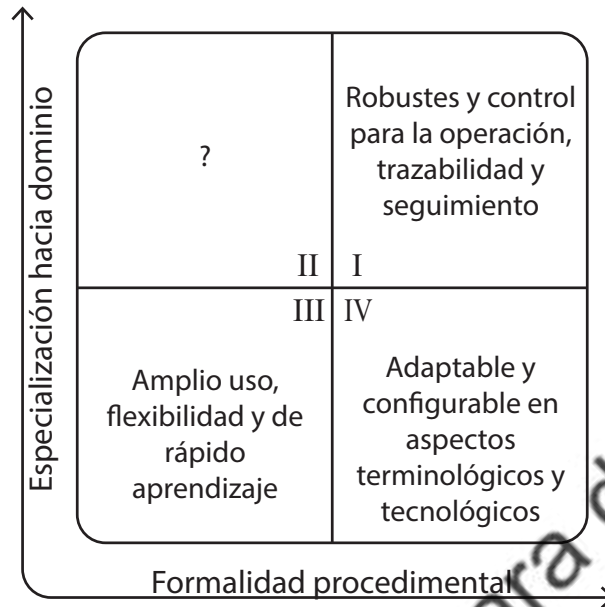 Especialización hacia dominio
?
Robustes y control
para la operación,
trazabilidad y
seguimiento
II
I
III
IV
Amplio uso,
flexibilidad y de
rápido
aprendizaje
Adaptable y
configurable en
aspectos
terminológicos y
tecnológicos
Formalidad procedimental
ara